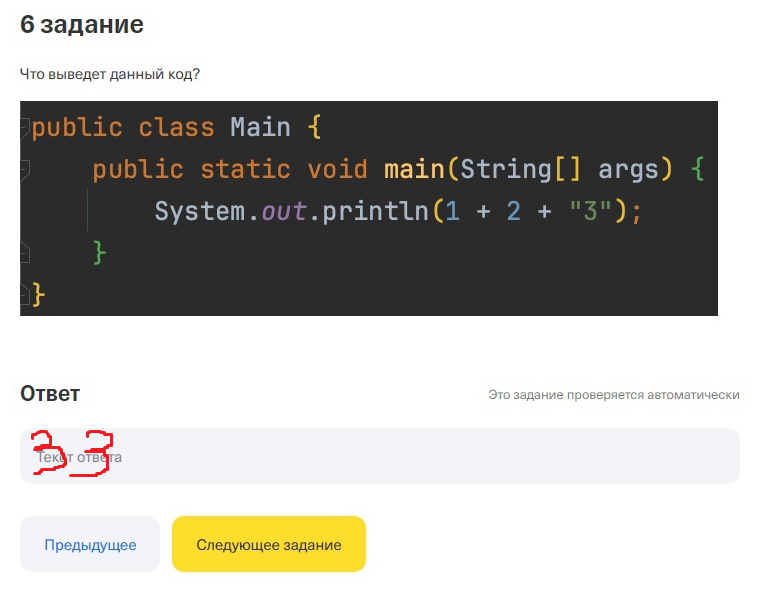 6 задание
Что выведет данный код?
public class Main {
public static void main(String[] args) {
System.out.println(1 + 2 + "3");
}
}
Ответ
Это задание проверяется автоматически
33
Текст ответа
Предыдущее
Следующее задание